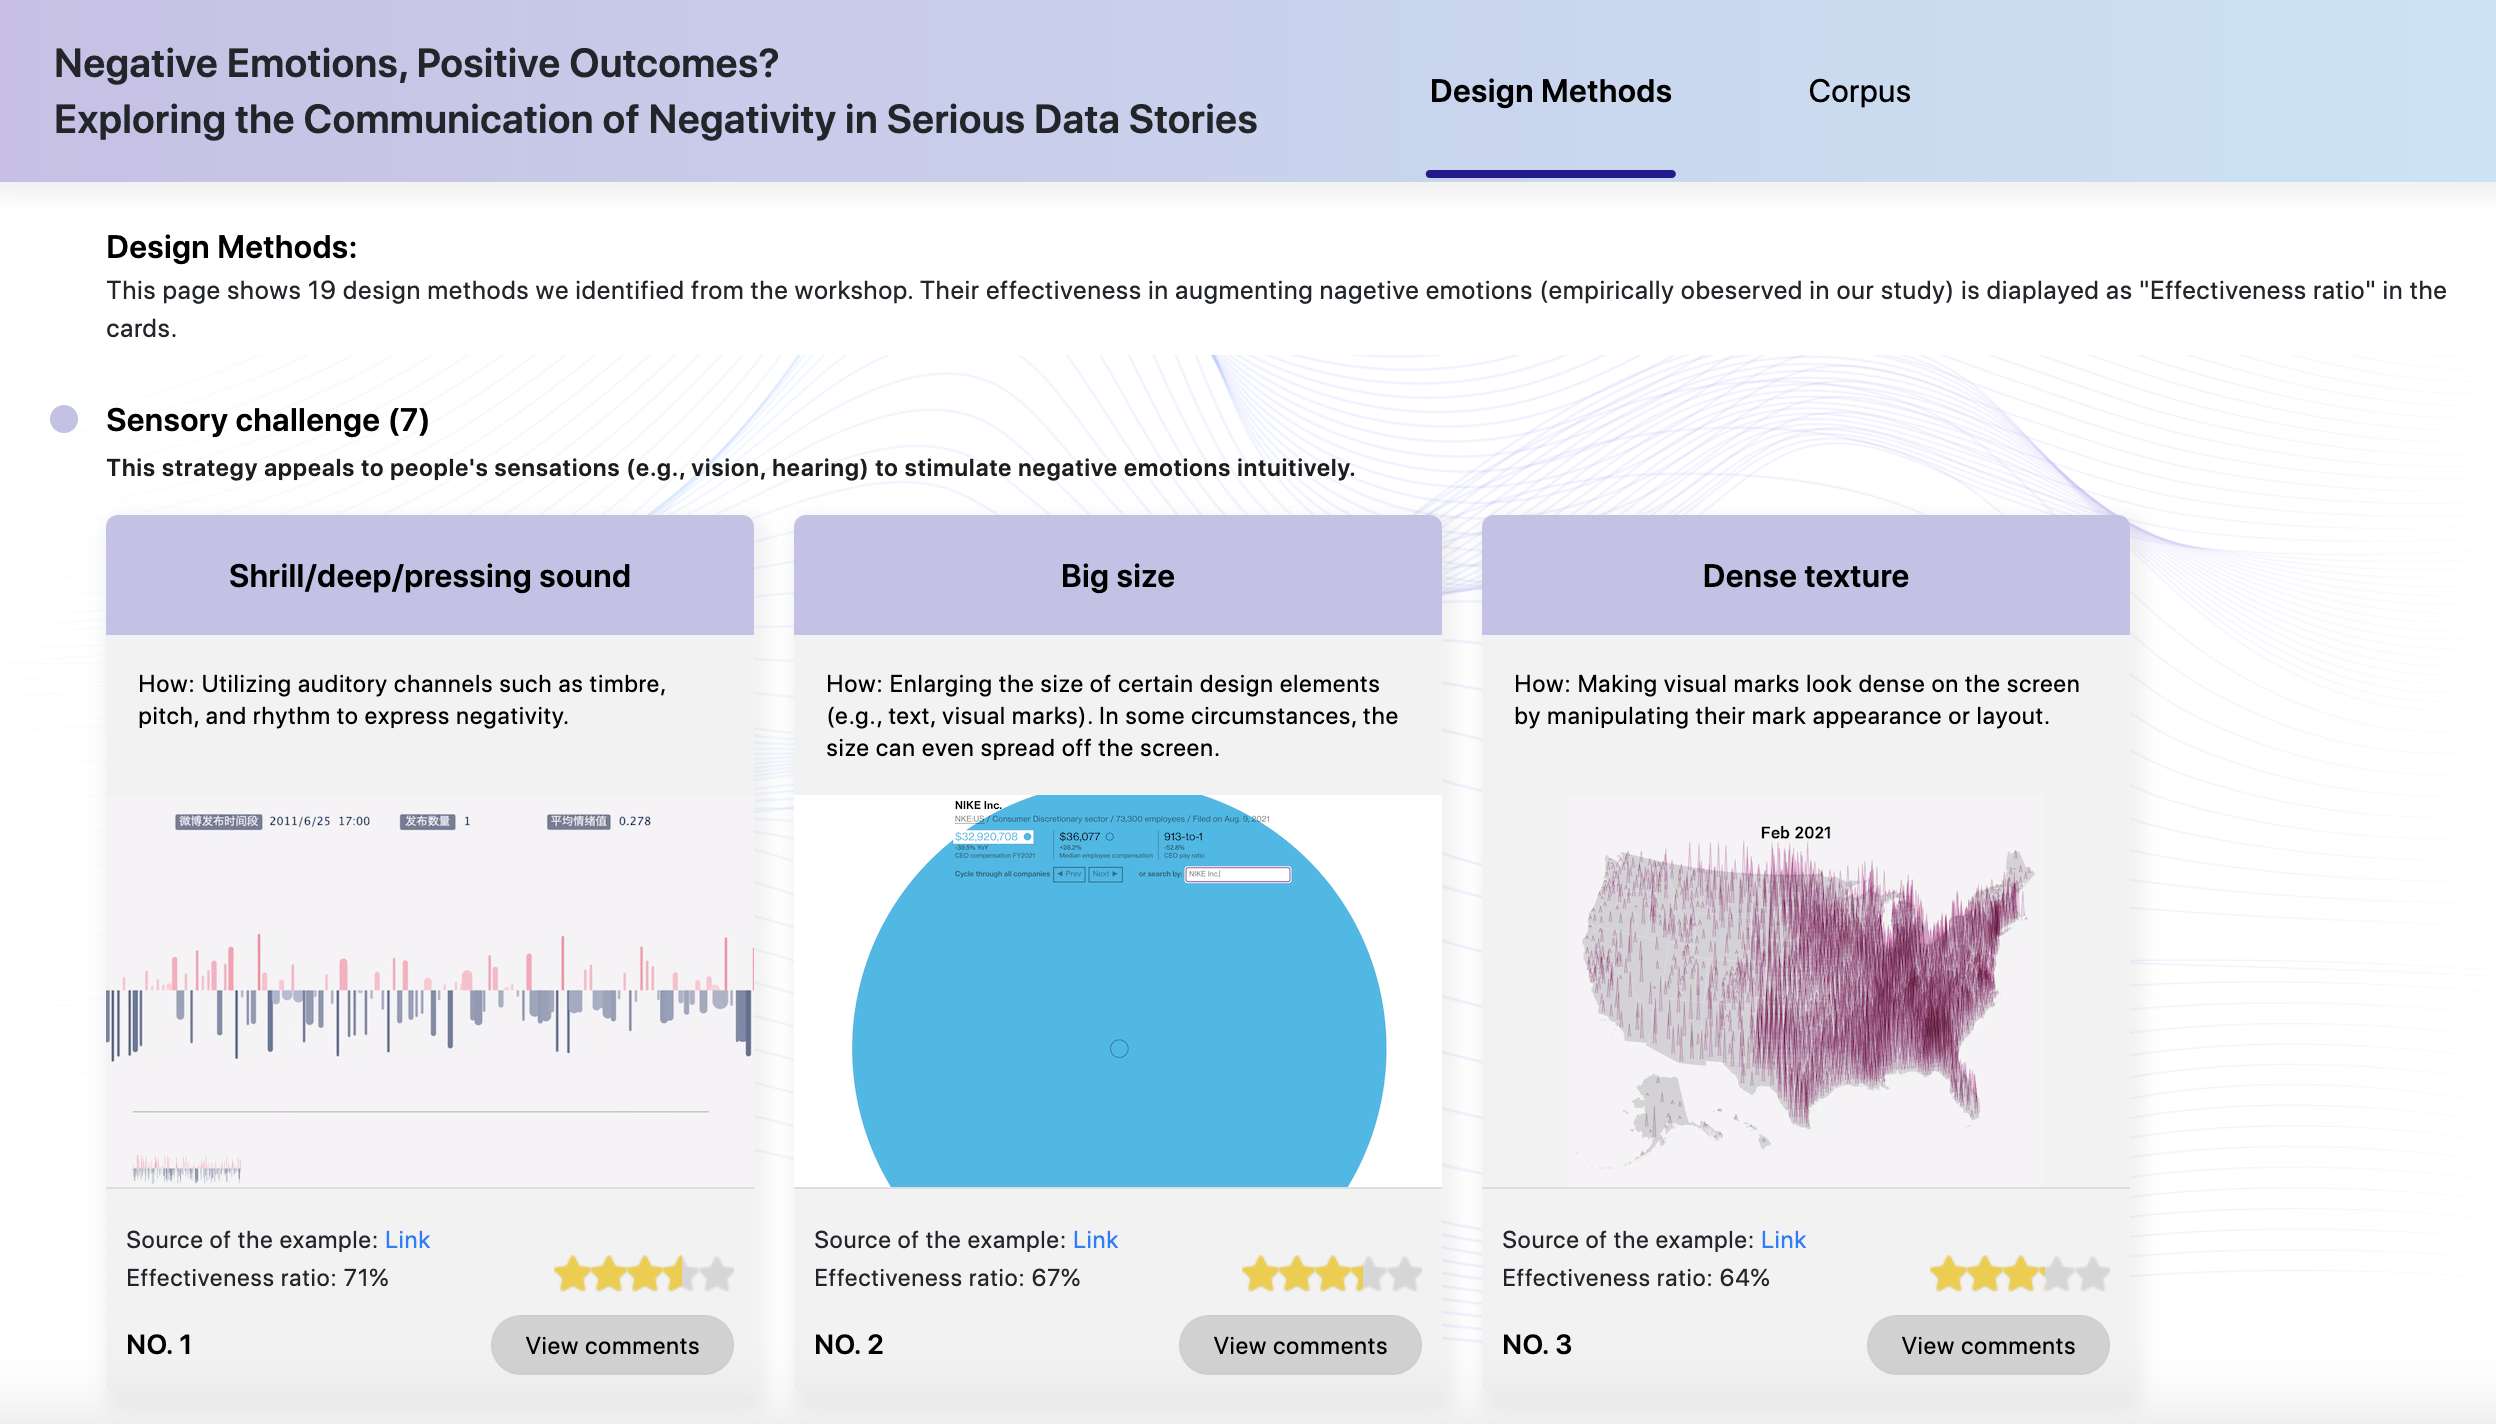 Negative Emotions, Positive Outcomes?
Exploring the Communication of Negativity in Serious Data Stories
Design Methods
Corpus
Design Methods:
This page shows 19 design methods we identified from the workshop. Their effectiveness in augmenting nagetive emotions (empirically obeserved in our study) is diaplayed as "Effectiveness ratio" in the
cards.
Sensory challenge (7)
This strategy appeals to people's sensations (e.g., vision, hearing) to stimulate negative emotions intuitively.
Shrill/deep/pressing sound
How: Utilizing auditory channels such as timbre,
pitch, and rhythm to express negativity.
微博发布时间段 2011/6/25 17:00 发布数量 1 平均情绪值 0.278
Source of the example: Link
Effectiveness ratio: 71%
NO. 1
View comments
Big size
How: Enlarging the size of certain design elements
(e.g., text, visual marks). In some circumstances, the
size can even spread off the screen.
NIKE Inc.
NKE:US / Consumer Discretionary sector / 73,300 employees / Filed on Aug. 9, 2021
$32,920,708 $36,077 913-to-1
-39.5% YoY +28.2% -52.8%
CEO compensation FY2021 Median employee compensation CEO pay ratio
Cycle through all companies ◀ Prev Next ▶ or search by: NIKE Inc.
Source of the example: Link
Effectiveness ratio: 67%
NO. 2
View comments
Dense texture
How: Making visual marks look dense on the screen
by manipulating their mark appearance or layout.
Feb 2021
Source of the example: Link
Effectiveness ratio: 64%
NO. 3
View comments